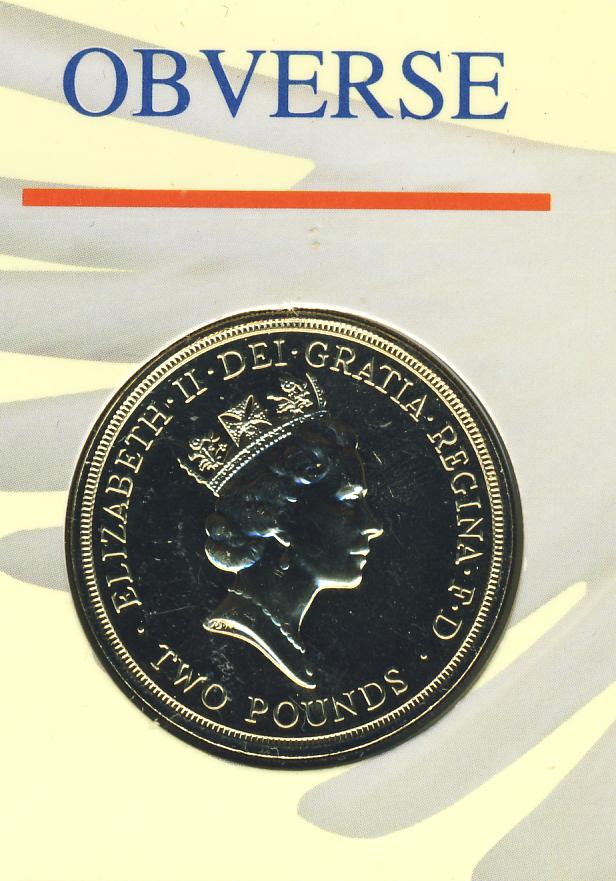 OBVERSE
ELIZABETH·II·DEI·GRATIA·REGINA·F·D·
TWO POUNDS·